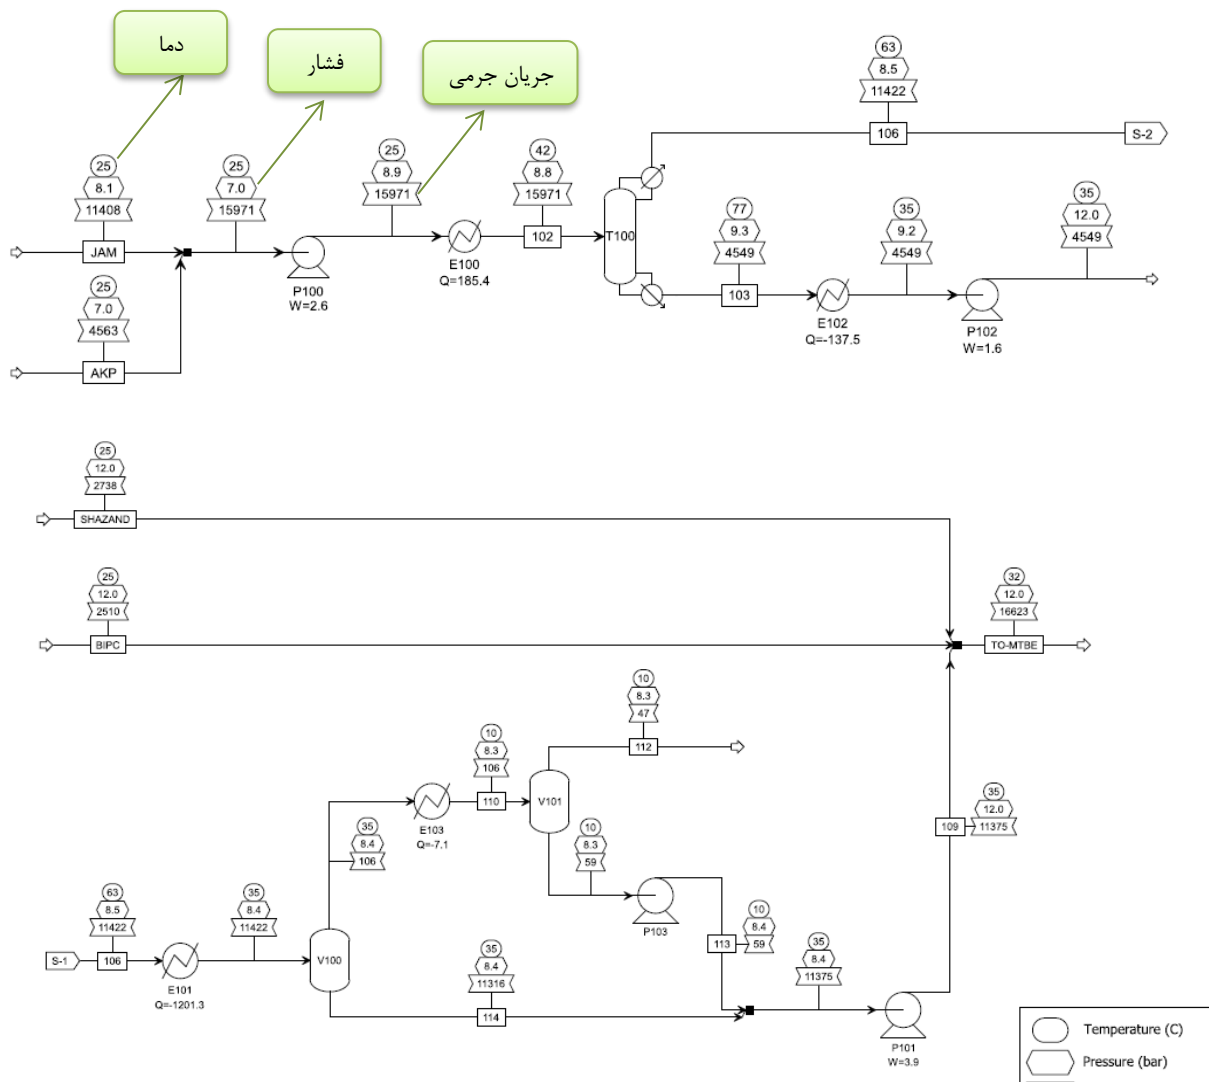 دما
فشار
جریان جرمی
25
8.1
11408
JAM
25
7.0
15971
25
8.9
15971
42
8.8
15971
102
63
8.5
11422
106
S-2
P100
W=2.6
E100
Q=185.4
T100
77
9.3
4549
103
35
9.2
4549
35
12.0
4549
E102
Q=-137.5
P102
W=1.6
25
7.0
4563
AKP
25
12.0
2738
SHAZAND
25
12.0
2510
BIPC
32
12.0
16623
TO-MTBE
10
8.3
47
112
10
8.3
106
110
V101
E103
Q=-7.1
35
8.4
106
10
8.3
59
P103
35
12.0
11375
109
63
8.5
11422
S-1
106
35
8.4
11422
E101
Q=-1201.3
V100
35
8.4
11316
114
10
8.4
59
113
35
8.4
11375
P101
W=3.9
Temperature (C)
Pressure (bar)